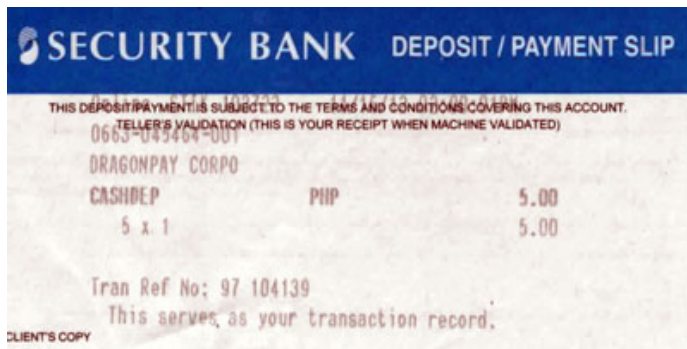 SECURITY BANK DEPOSIT / PAYMENT SLIP
THIS DEPOSIT/PAYMENT IS SUBJECT TO THE TERMS AND CONDITIONS COVERING THIS ACCOUNT.
TELLER'S VALIDATION (THIS IS YOUR RECEIPT WHEN MACHINE VALIDATED)
0663-045464-001
DRAGONPAY CORPO
CASHDEP PHP 5.00
5 x 1 5.00
Tran Ref No: 97 104139
This serves as your transaction record.
CLIENT'S COPY